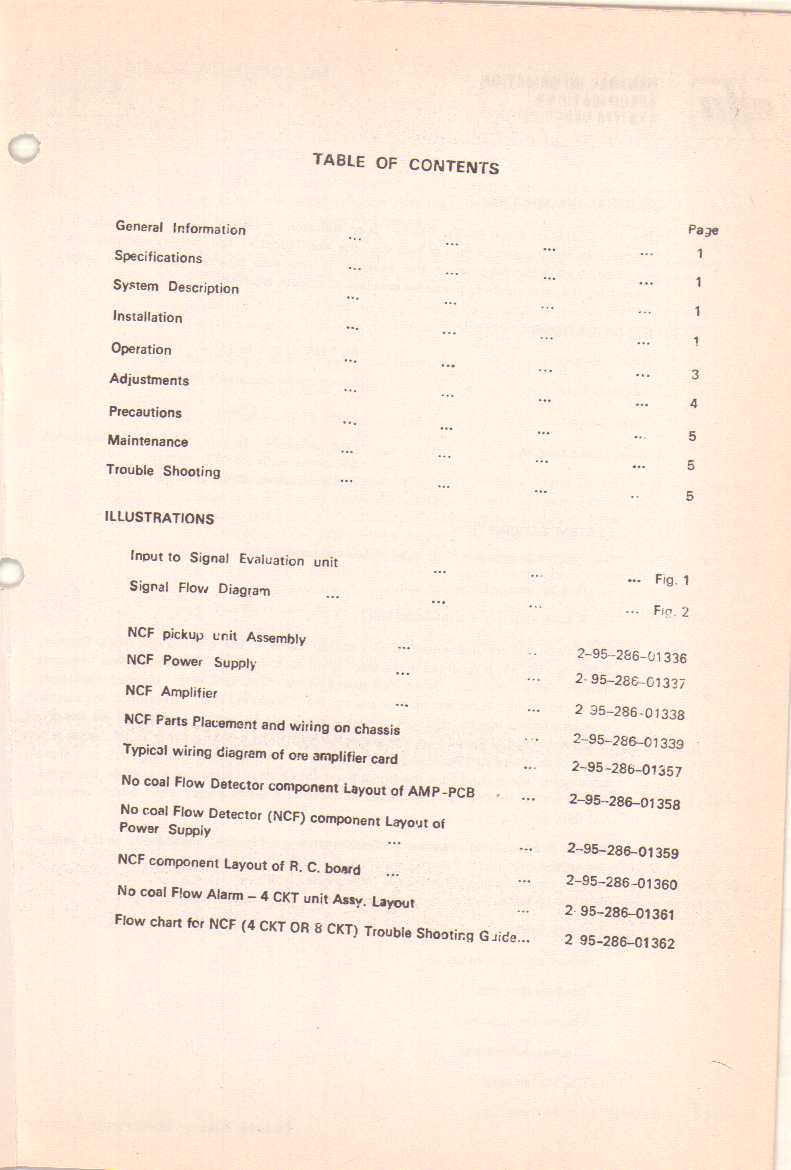 TABLE OF CONTENTS
Page
General Information ... ... ... ... 1
Specifications ... ... ... ... 1
System Description ... ... ... ... 1
Installation ... ... ... ... 1
Operation ... ... ... ... 3
Adjustments ... ... ... ... 4
Precautions ... ... ... ... 5
Maintenance ... ... ... ... 5
Trouble Shooting ... ... ... .. 5
ILLUSTRATIONS
Input to Signal Evaluation unit ... ... ... Fig. 1
Signal Flow Diagram ... ... ... ... Fig. 2
NCF pickup unit Assembly ... .. 2-95-286-01336
NCF Power Supply ... ... 2-95-286-01337
NCF Amplifier ... ... 2 95-286-01338
NCF Parts Placement and wiring on chassis ... 2-95-286-01339
Typical wiring diagram of ore amplifier card ... 2-95-286-01357
No coal Flow Detector component Layout of AMP-PCB . ... 2-95-286-01358
No coal Flow Detector (NCF) component Layout of
Power Supply ... ... 2-95-286-01359
NCF component Layout of R. C. board ... ... 2-95-286-01360
No coal Flow Alarm – 4 CKT unit Assy. Layout ... 2-95-286-01361
Flow chart for NCF (4 CKT OR 8 CKT) Trouble Shooting Guide... 2 95-286-01362